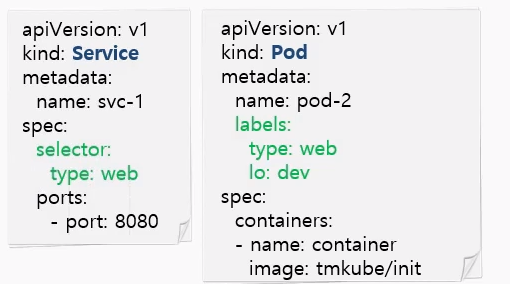 apiVersion: v1
kind: Service
metadata:
  name: svc-1
spec:
  selector:
    type: web
  ports:
    - port: 8080
apiVersion: v1
kind: Pod
metadata:
  name: pod-2
  labels:
    type: web
    lo: dev
spec:
  containers:
  - name: container
    image: tmkube/init